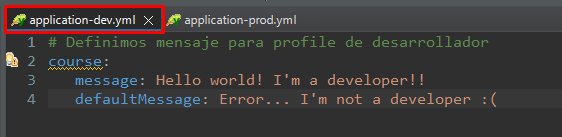 application-dev.yml application-prod.yml
1 # Definimos mensaje para profile de desarrollador
2 course:
3 message: Hello world! I'm a developer!!
4 defaultMessage: Error... I'm not a developer :(